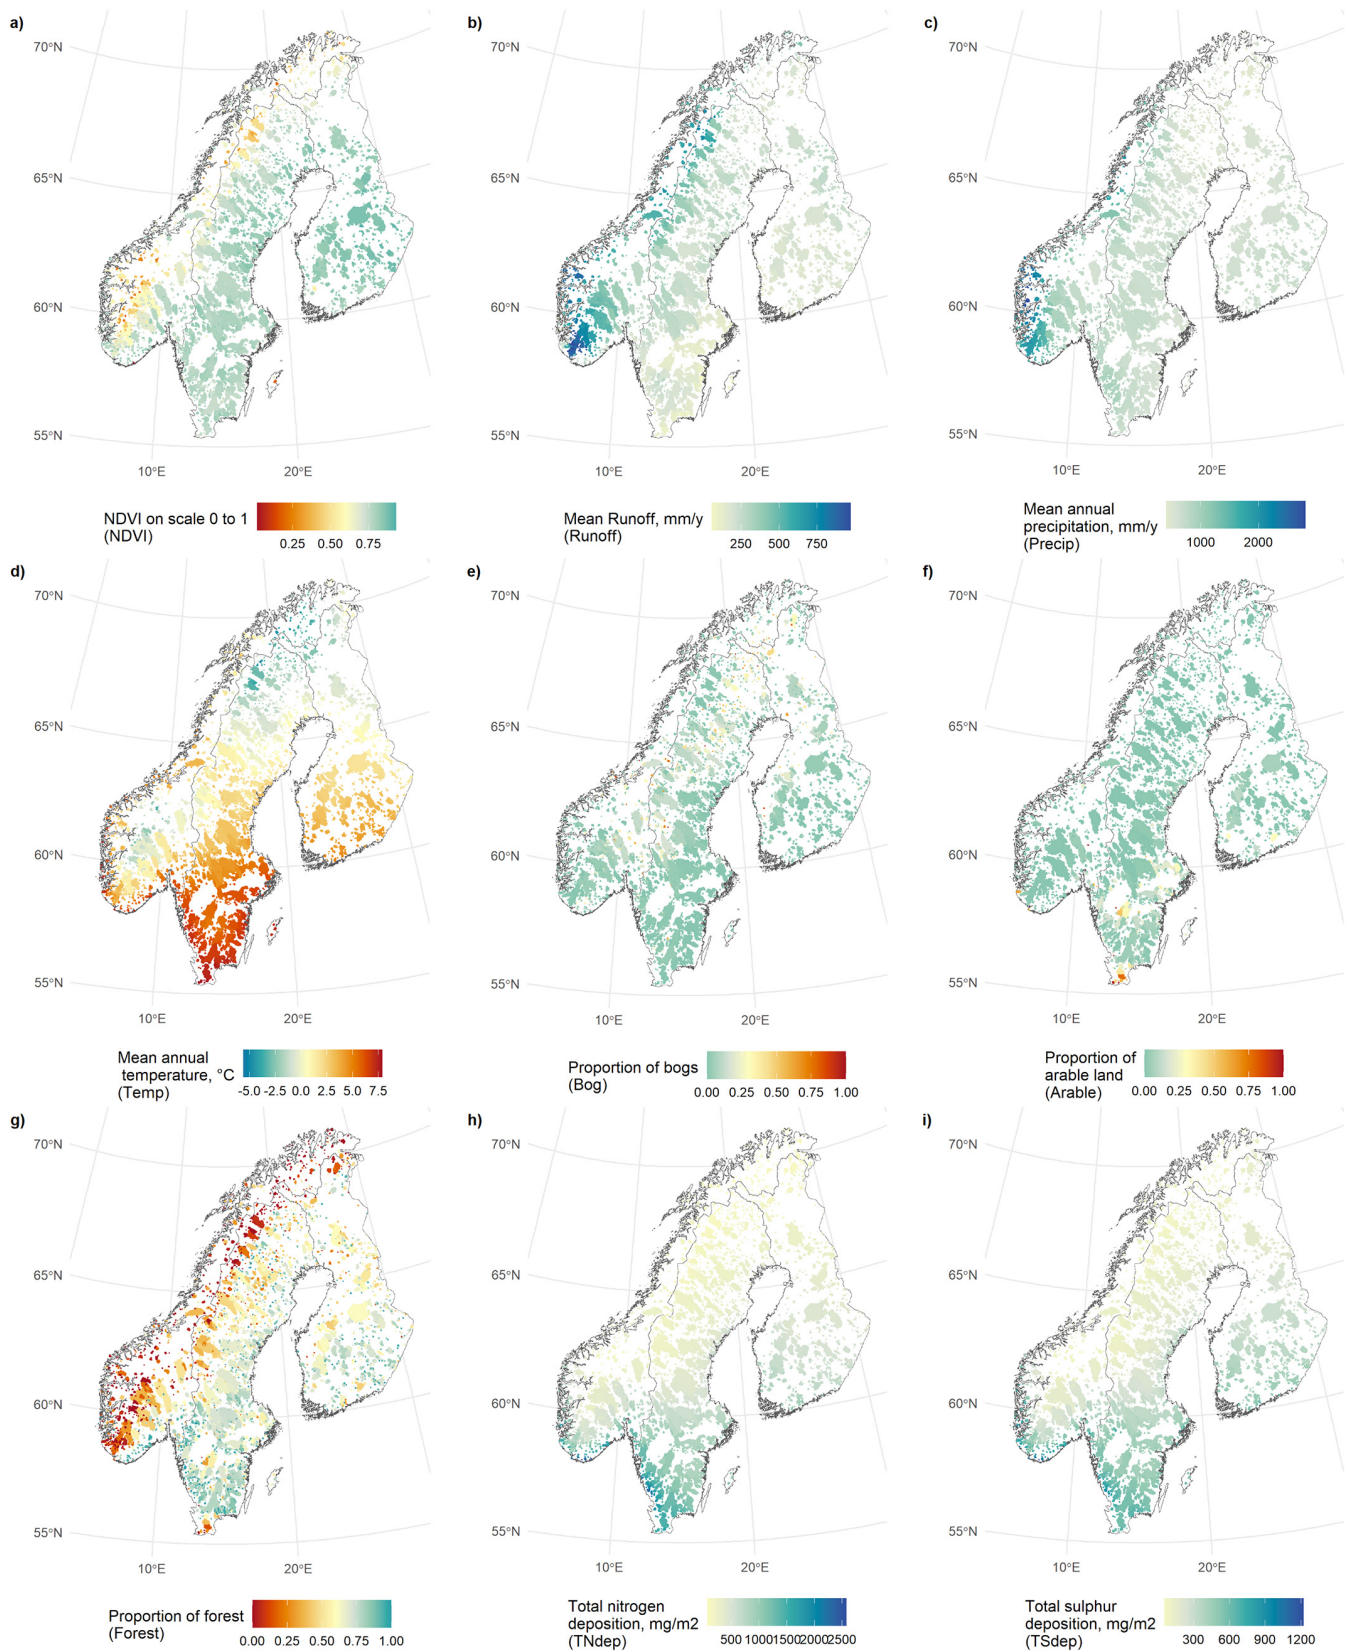 a)
b)
c)
70°N
70°N
70°N
65°N
65°N
65°N
60°N
60°N
60°N
55°N
55°N
55°N
10°E
20°E
10°E
20°E
10°E
20°E
NDVI on scale 0 to 1
(NDVI)
0.25 0.50 0.75
Mean Runoff, mm/y
(Runoff)
250 500 750
Mean annual
precipitation, mm/y
(Precip)
1000 2000
d)
e)
f)
70°N
70°N
70°N
65°N
65°N
65°N
60°N
60°N
60°N
55°N
55°N
55°N
10°E
20°E
10°E
20°E
10°E
20°E
Mean annual
temperature, °C
(Temp)
-5.0 -2.5 0.0 2.5 5.0 7.5
Proportion of bogs
(Bog)
0.00 0.25 0.50 0.75 1.00
Proportion of
arable land
(Arable)
0.00 0.25 0.50 0.75 1.00
g)
h)
i)
70°N
70°N
70°N
65°N
65°N
65°N
60°N
60°N
60°N
55°N
55°N
55°N
10°E
20°E
10°E
20°E
10°E
20°E
Proportion of forest
(Forest)
0.00 0.25 0.50 0.75 1.00
Total nitrogen
deposition, mg/m2
(TNdep)
500 1000 1500 2000 2500
Total sulphur
deposition, mg/m2
(TSdep)
300 600 900 1200